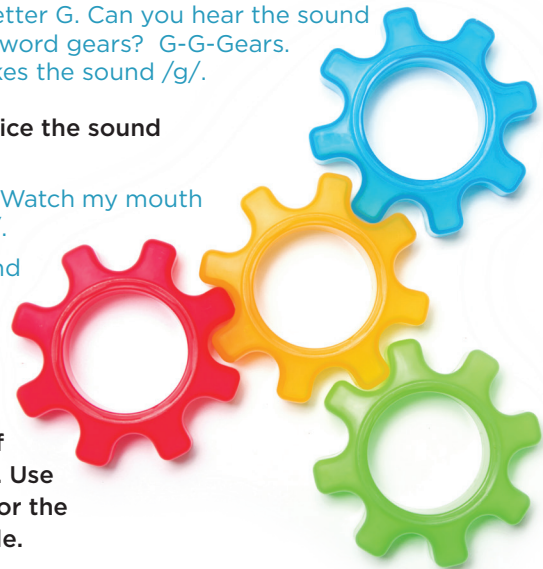 etter G. Can you hear the sound
word gears? G-G-Gears.
kes the sound /g/.
ice the sound
Watch my mouth
.
nd
f
. Use
or the
le.